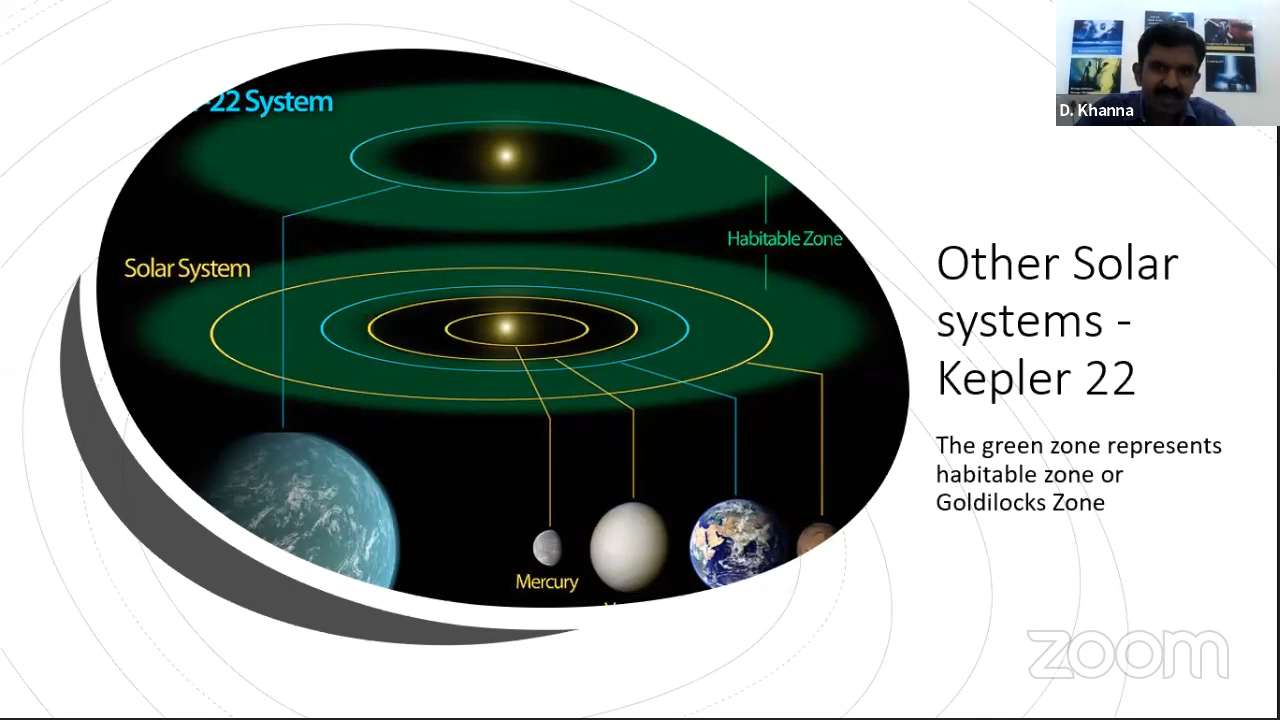 -22 System
D. Khanna
Habitable Zone
Solar System
Other Solar
systems -
Kepler 22
The green zone represents
habitable zone or
Goldilocks Zone
Mercury
zoom